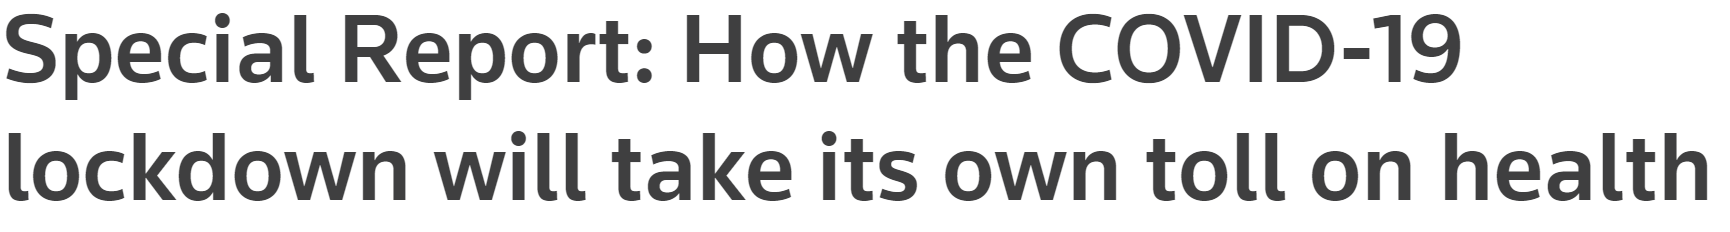 Special Report: How the COVID-19
lockdown will take its own toll on health